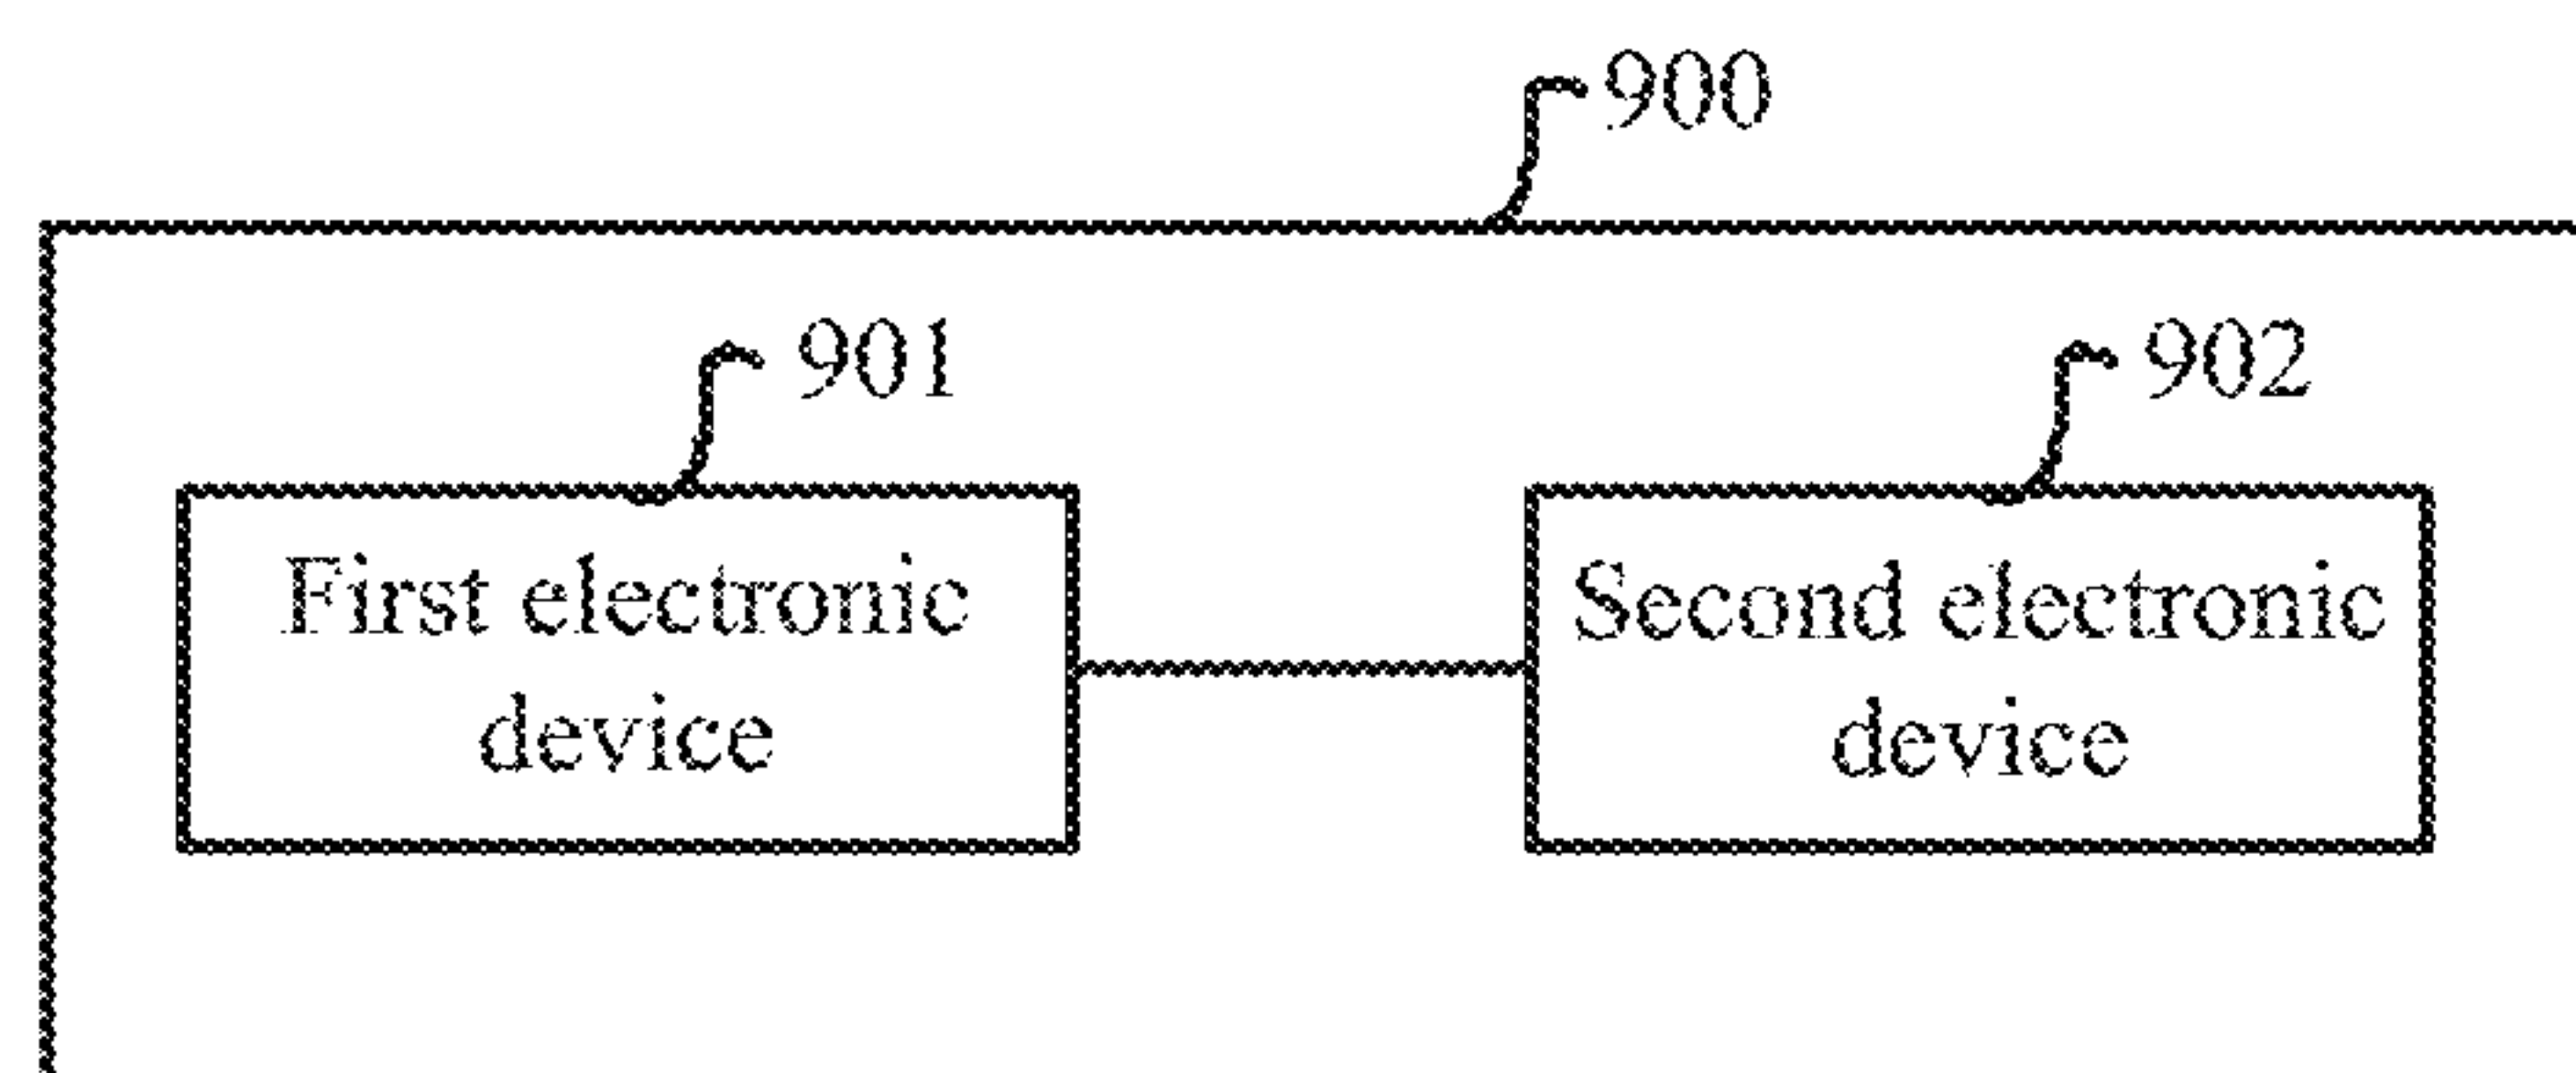 900
901
902
First electronic
device
Second electronic
device